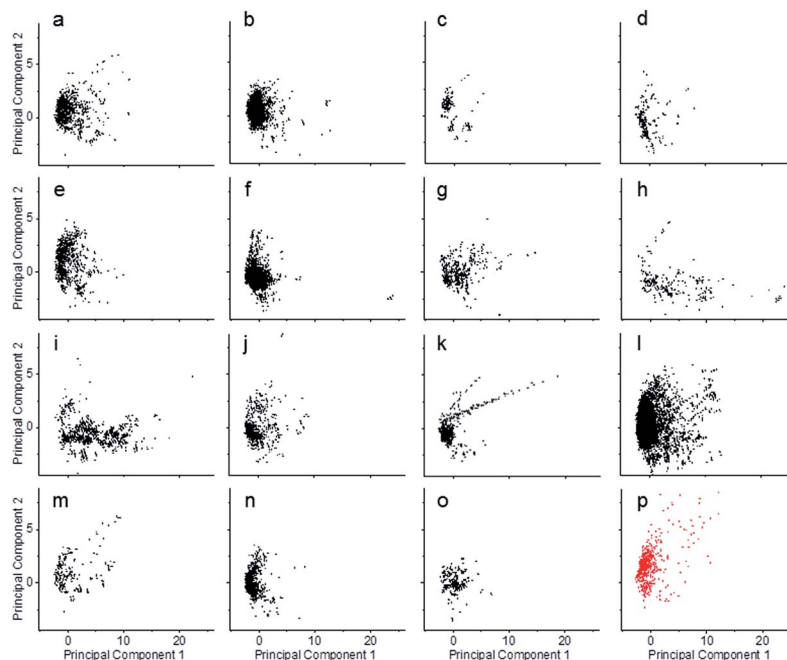 a b c d
Principal Component 2
5
0
e f g h
Principal Component 2
5
0
i j k l
Principal Component 2
5
0
m n o p
Principal Component 2
5
0
0 10 20 0 10 20 0 10 20 0 10 20
Principal Component 1 Principal Component 1 Principal Component 1 Principal Component 1